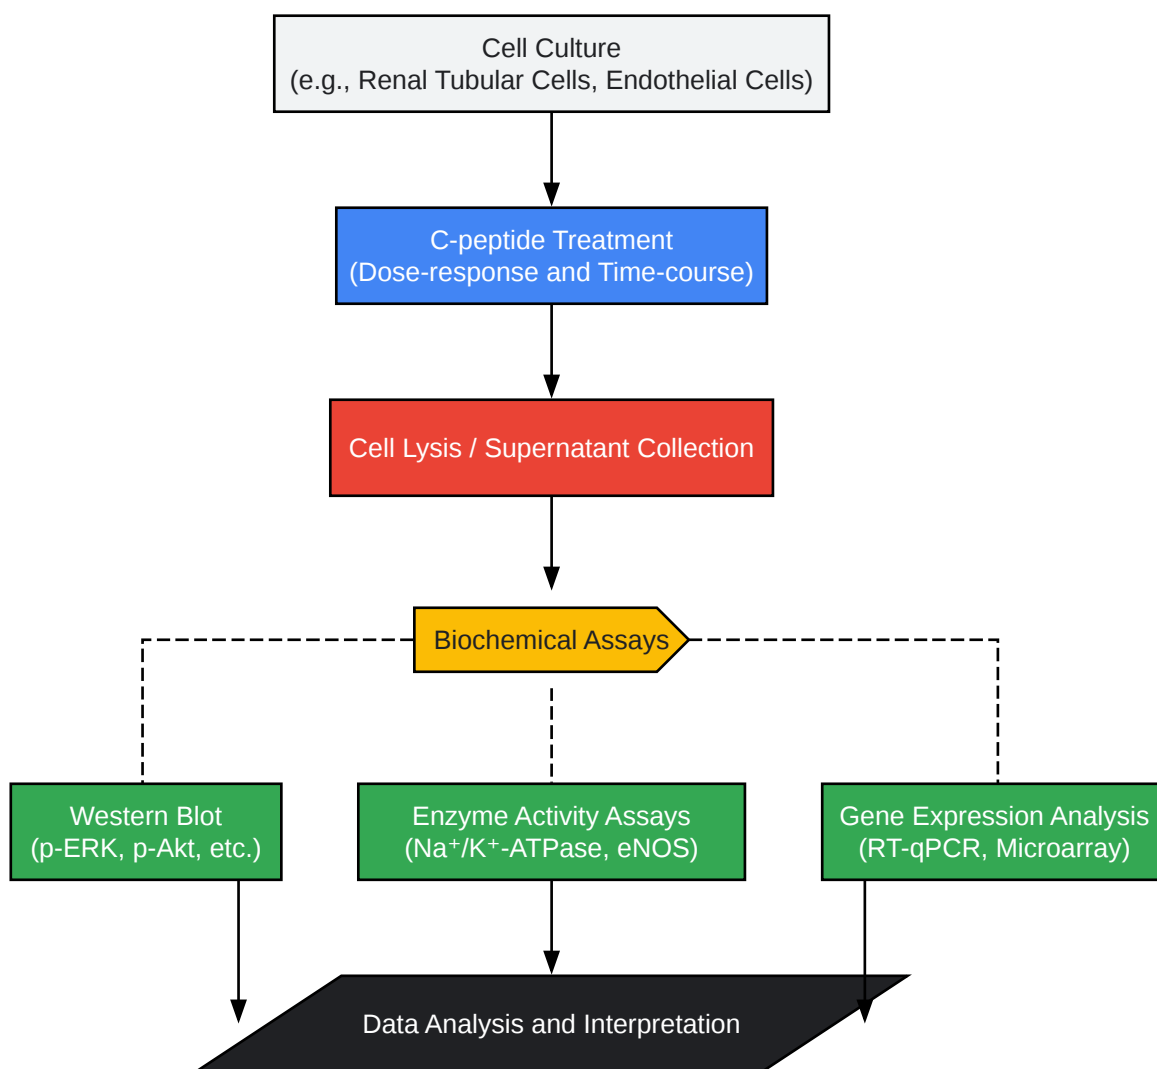 Cell Culture
(e.g., Renal Tubular Cells, Endothelial Cells)
C-peptide Treatment
(Dose-response and Time-course)
Cell Lysis / Supernatant Collection
Biochemical Assays
Western Blot
(p-ERK, p-Akt, etc.)
Enzyme Activity Assays
(Na⁺/K⁺-ATPase, eNOS)
Gene Expression Analysis
(RT-qPCR, Microarray)
Data Analysis and Interpretation